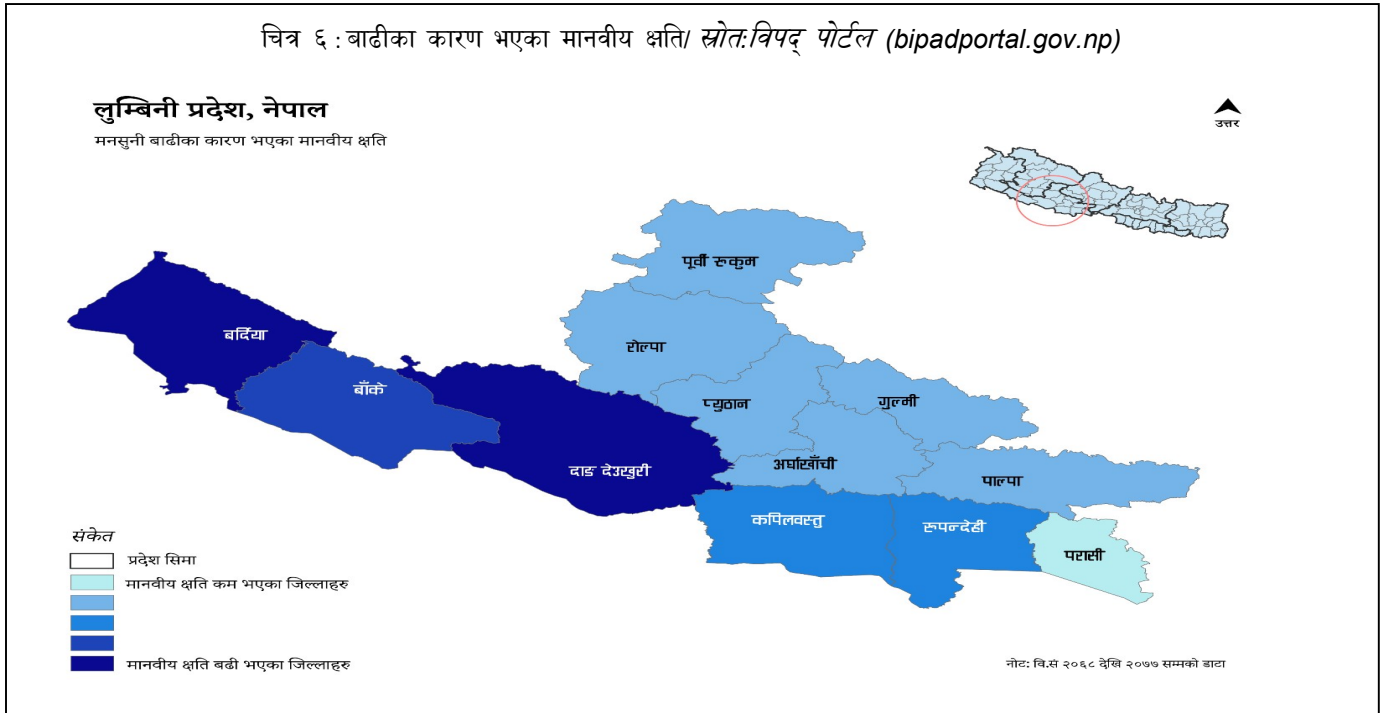 चित्र ६ : बाढीका कारण भएका मानवीय क्षति/ स्रोत:विपद् पोर्टल (bipadportal.gov.np)
लुम्बिनी प्रदेश, नेपाल
मनसुनी बाढीका कारण भएका मानवीय क्षति
उत्तर
पूर्वी रुकुम
बर्दिया
रोल्पा
बाँके
प्युठान
गुल्मी
दाङ देउखुरी
अर्घाखाँची
पाल्पा
कपिलवस्तु
रुपन्देही
परासी
संकेत
प्रदेश सिमा
मानवीय क्षति कम भएका जिल्लाहरु
मानवीय क्षति बढी भएका जिल्लाहरु
नोट: वि.सं २०६८ देखि २०७७ सम्मको डाटा